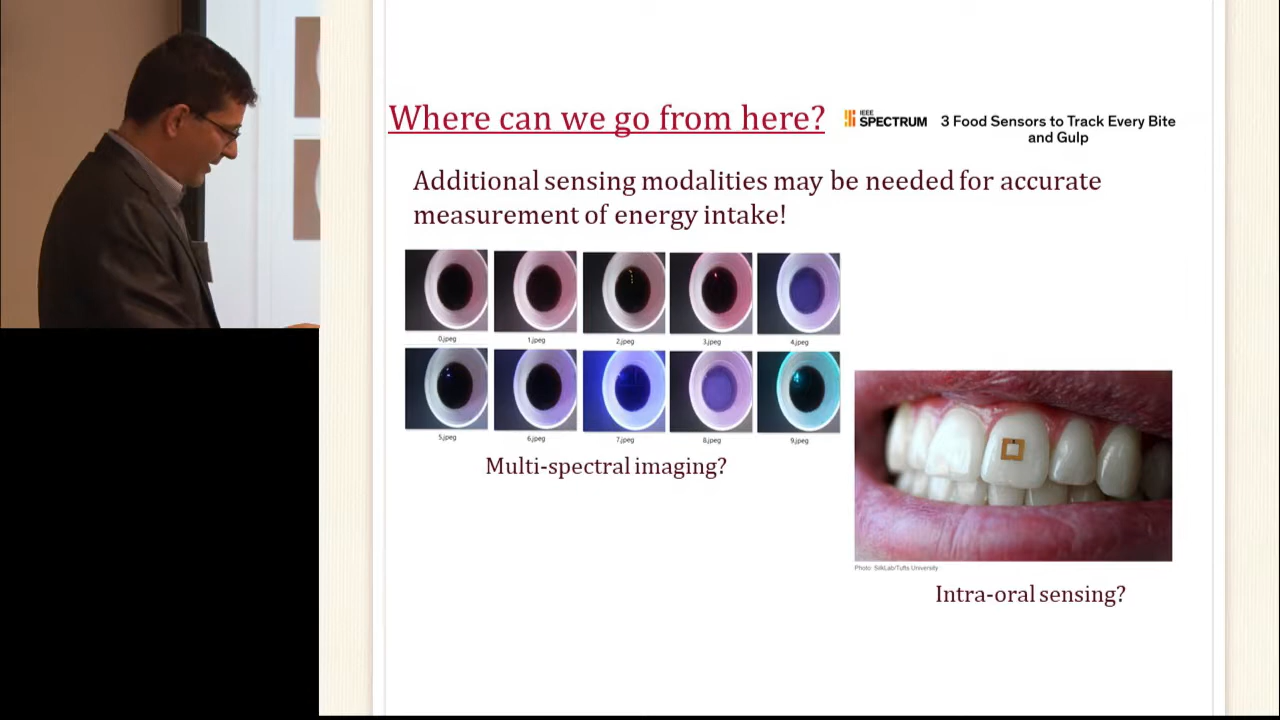 Where can we go from here?
IEEE
SPECTRUM
3 Food Sensors to Track Every Bite
and Gulp
Additional sensing modalities may be needed for accurate
measurement of energy intake!
0.jpeg
1.jpeg
2.jpeg
3.jpeg
4.jpeg
5.jpeg
6.jpeg
7.jpeg
8.jpeg
9.jpeg
Multi-spectral imaging?
Photo: SilkLab/Tufts University
Intra-oral sensing?